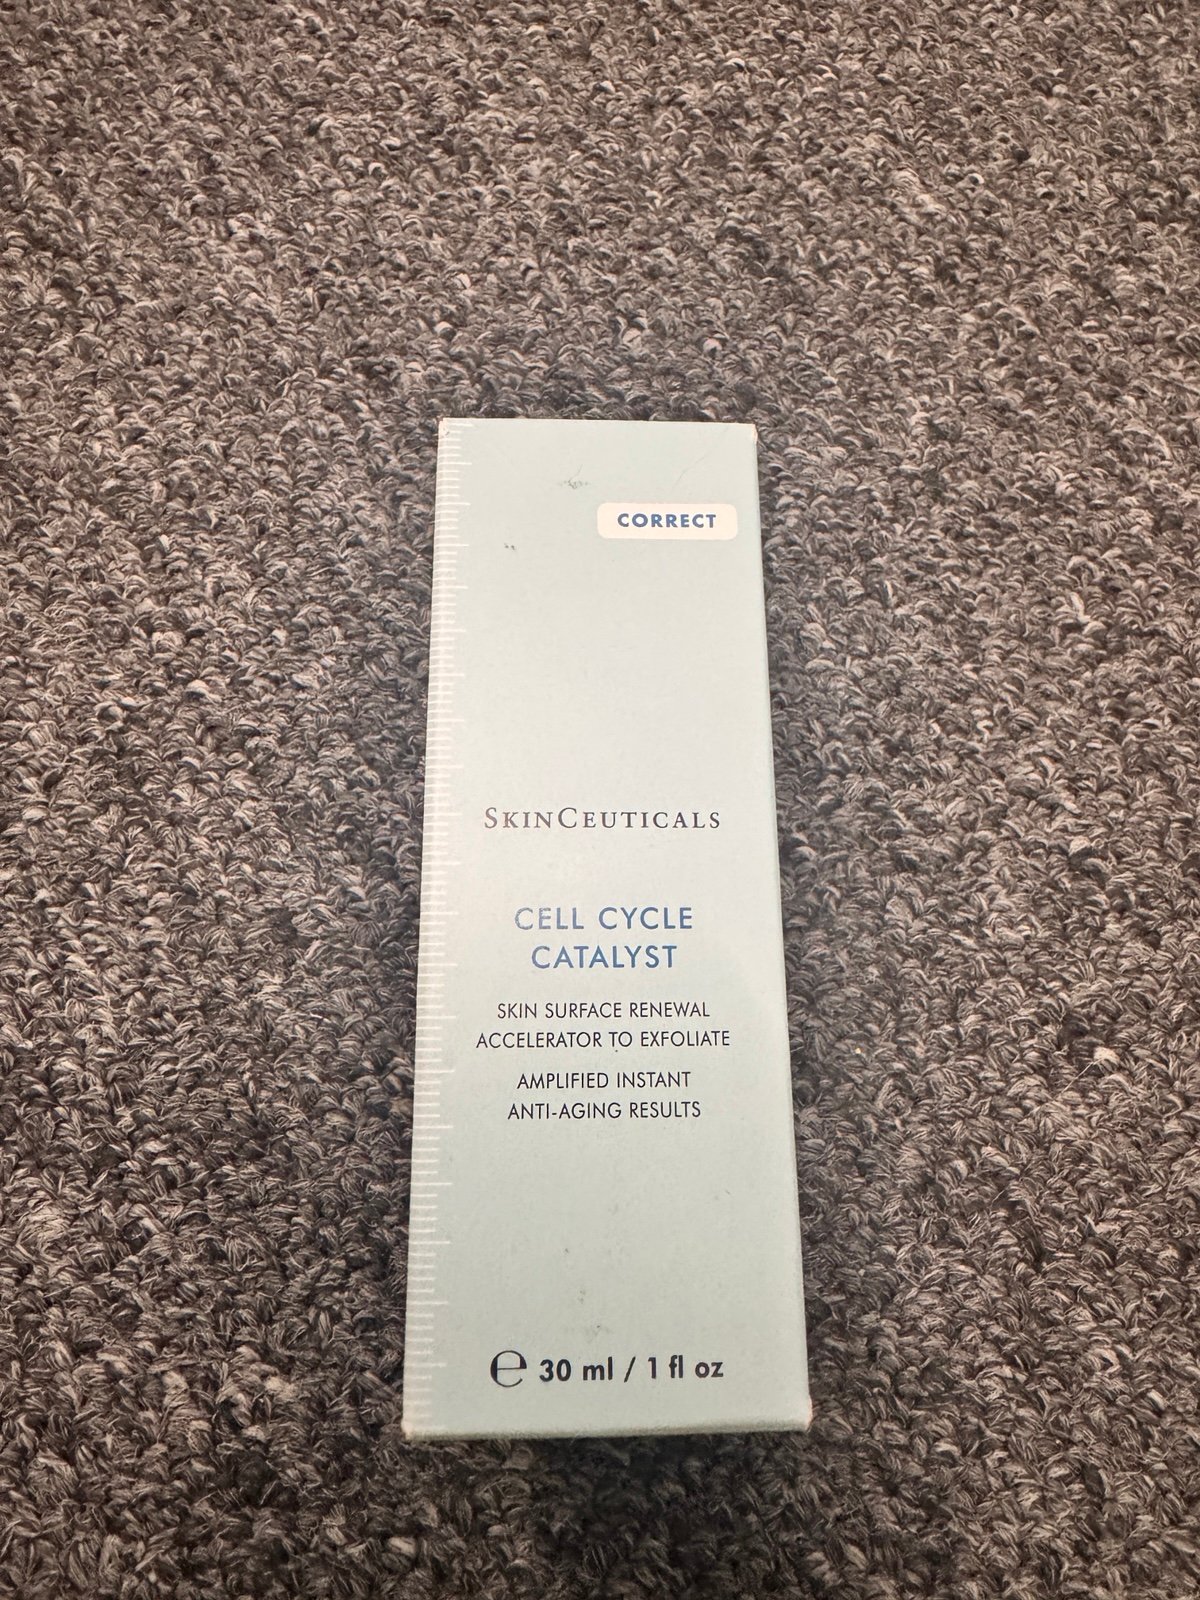 CORRECT
SKINCEUTICALS
CELL CYCLE
CATALYST
SKIN SURFACE RENEWAL
ACCELERATOR TO EXFOLIATE
AMPLIFIED INSTANT
ANTI-AGING RESULTS
℮ 30 ml / 1 fl oz